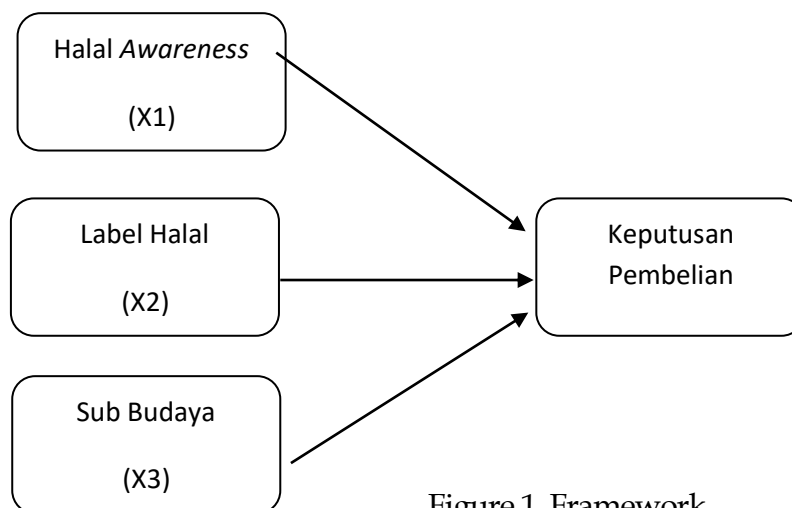 Halal Awareness
(X1)
Label Halal
(X2)
Keputusan
Pembelian
Sub Budaya
(X3)
Figure 1. Framework